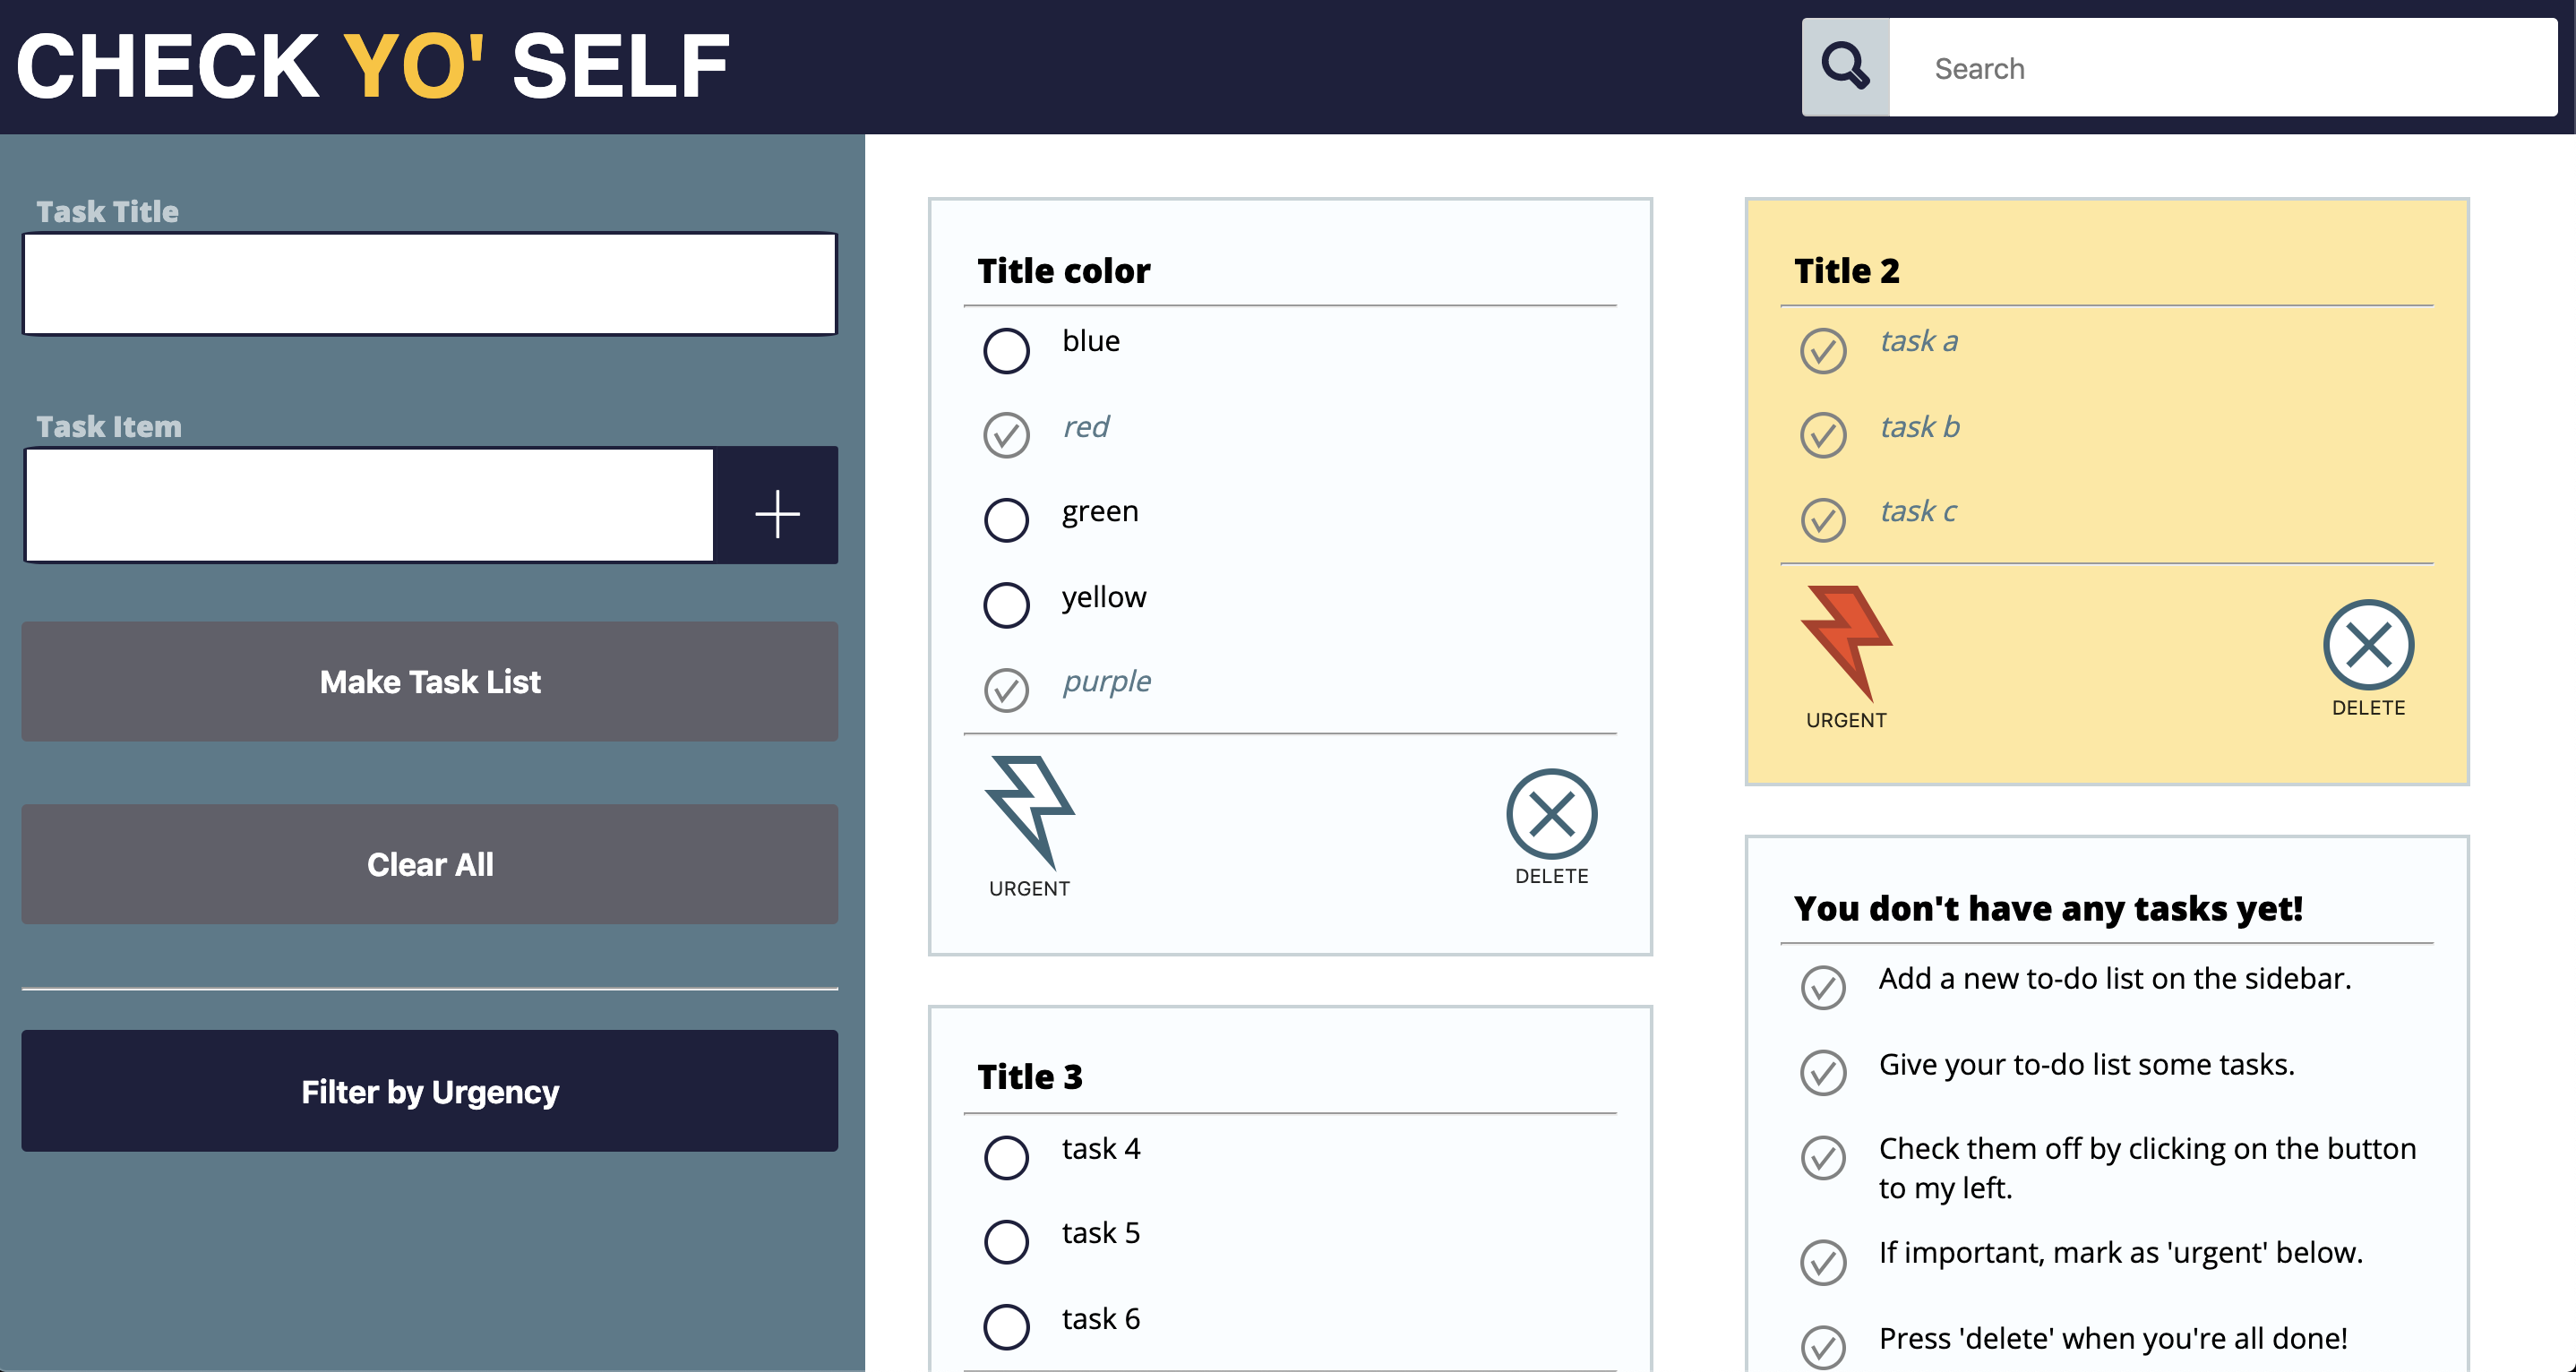 CHECK YO' SELF
Search
Task Title
Task Item
Make Task List
Clear All
Filter by Urgency
Title color
blue
red
green
yellow
purple
URGENT
DELETE
Title 3
task 4
task 5
task 6
Title 2
task a
task b
task c
URGENT
DELETE
You don't have any tasks yet!
Add a new to-do list on the sidebar.
Give your to-do list some tasks.
Check them off by clicking on the button
to my left.
If important, mark as 'urgent' below.
Press 'delete' when you're all done!